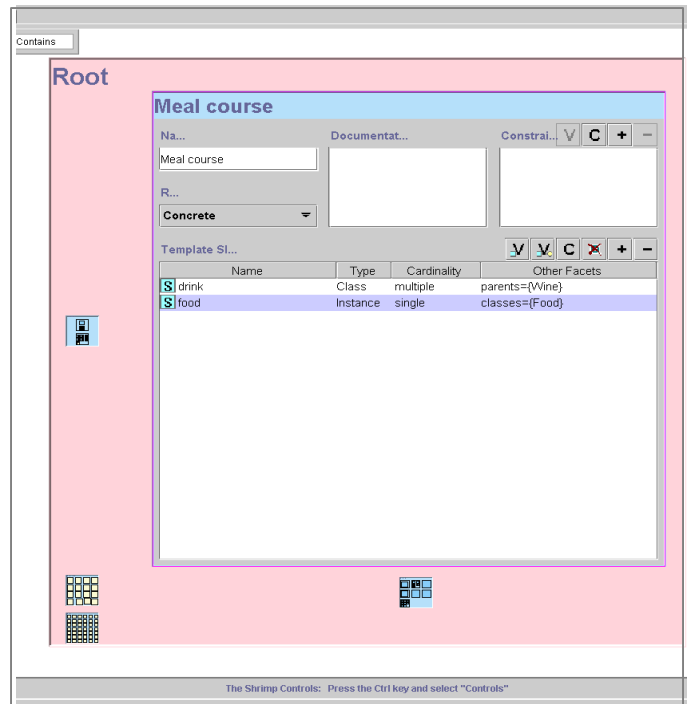 Contains
Root
Meal course
Na... Documentat... Constrai... V C + −
Meal course
R...
Concrete
Template Sl... V V C + −
Name Type Cardinality Other Facets
S drink Class multiple parents={Wine}
S food Instance single classes={Food}
The Shrimp Controls: Press the Ctrl key and select "Controls"